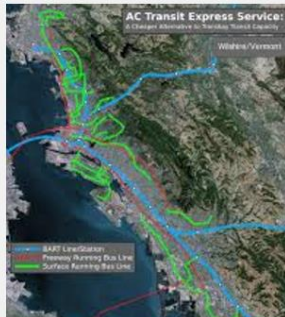 AC Transit Express Service:
A Cheaper Alternative to Transbay Transit Capacity
Wilshire/Vermont
BART Line/Station
Freeway Running Bus Line
Surface Running Bus Line